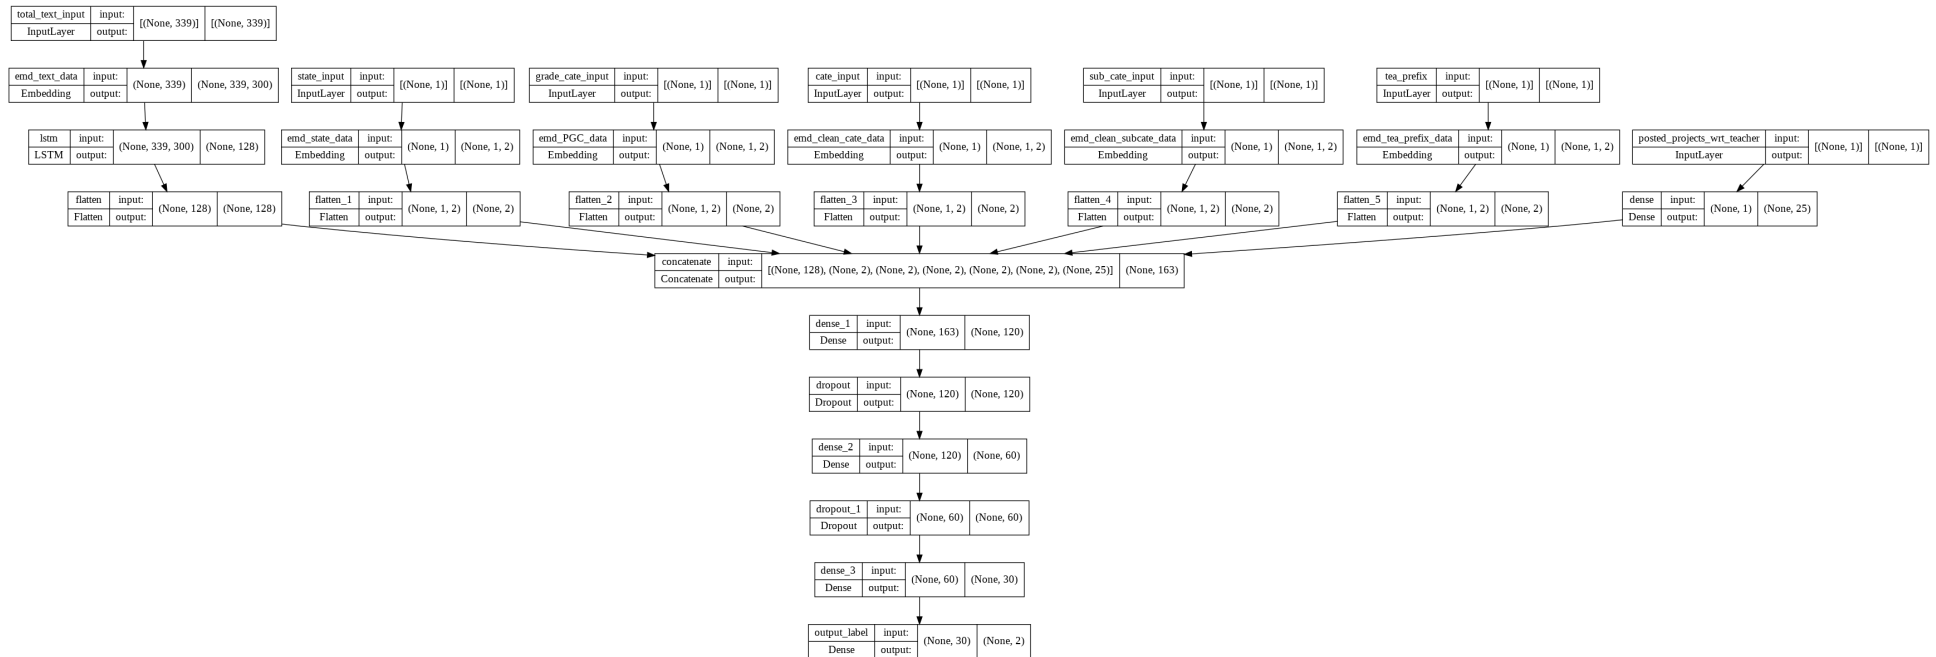 total_text_input input: [(None, 339)] [(None, 339)]
InputLayer output:
emd_text_data input: (None, 339) (None, 339, 300)
Embedding output:
state_input input: [(None, 1)] [(None, 1)]
InputLayer output:
grade_cate_input input: [(None, 1)] [(None, 1)]
InputLayer output:
cate_input input: [(None, 1)] [(None, 1)]
InputLayer output:
sub_cate_input input: [(None, 1)] [(None, 1)]
InputLayer output:
tea_prefix input: [(None, 1)] [(None, 1)]
InputLayer output:
lstm input: (None, 339, 300) (None, 128)
LSTM output:
emd_state_data input: (None, 1) (None, 1, 2)
Embedding output:
emd_PGC_data input: (None, 1) (None, 1, 2)
Embedding output:
emd_clean_cate_data input: (None, 1) (None, 1, 2)
Embedding output:
emd_clean_subcate_data input: (None, 1) (None, 1, 2)
Embedding output:
emd_tea_prefix_data input: (None, 1) (None, 1, 2)
Embedding output:
posted_projects_wrt_teacher input: [(None, 1)] [(None, 1)]
InputLayer output:
flatten input: (None, 128) (None, 128)
Flatten output:
flatten_1 input: (None, 1, 2) (None, 2)
Flatten output:
flatten_2 input: (None, 1, 2) (None, 2)
Flatten output:
flatten_3 input: (None, 1, 2) (None, 2)
Flatten output:
flatten_4 input: (None, 1, 2) (None, 2)
Flatten output:
flatten_5 input: (None, 1, 2) (None, 2)
Flatten output:
dense input: (None, 1) (None, 25)
Dense output:
concatenate input: [(None, 128), (None, 2), (None, 2), (None, 2), (None, 2), (None, 2), (None, 25)] (None, 163)
Concatenate output:
dense_1 input: (None, 163) (None, 120)
Dense output:
dropout input: (None, 120) (None, 120)
Dropout output:
dense_2 input: (None, 120) (None, 60)
Dense output:
dropout_1 input: (None, 60) (None, 60)
Dropout output:
dense_3 input: (None, 60) (None, 30)
Dense output:
output_label input: (None, 30) (None, 2)
Dense output: